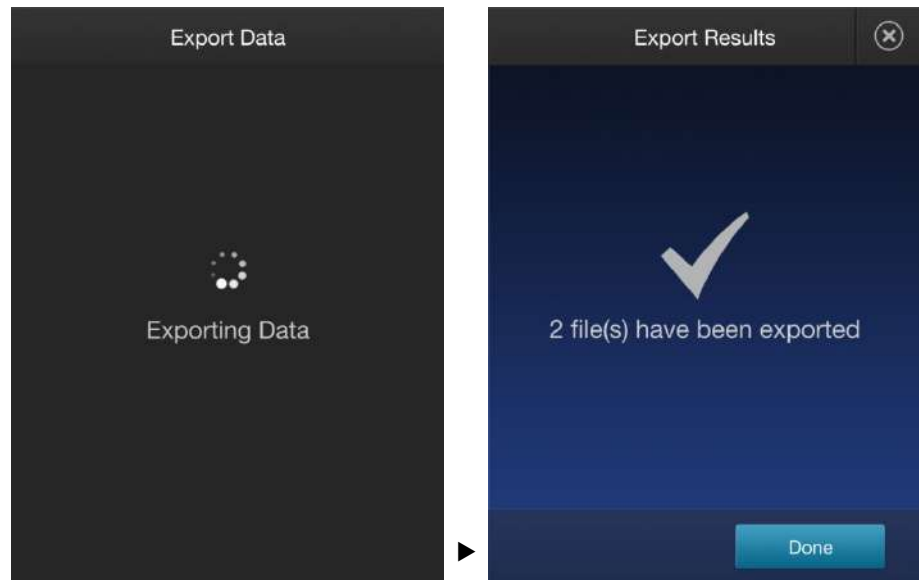 Export Data
Exporting Data
Export Results
2 file(s) have been exported
Done